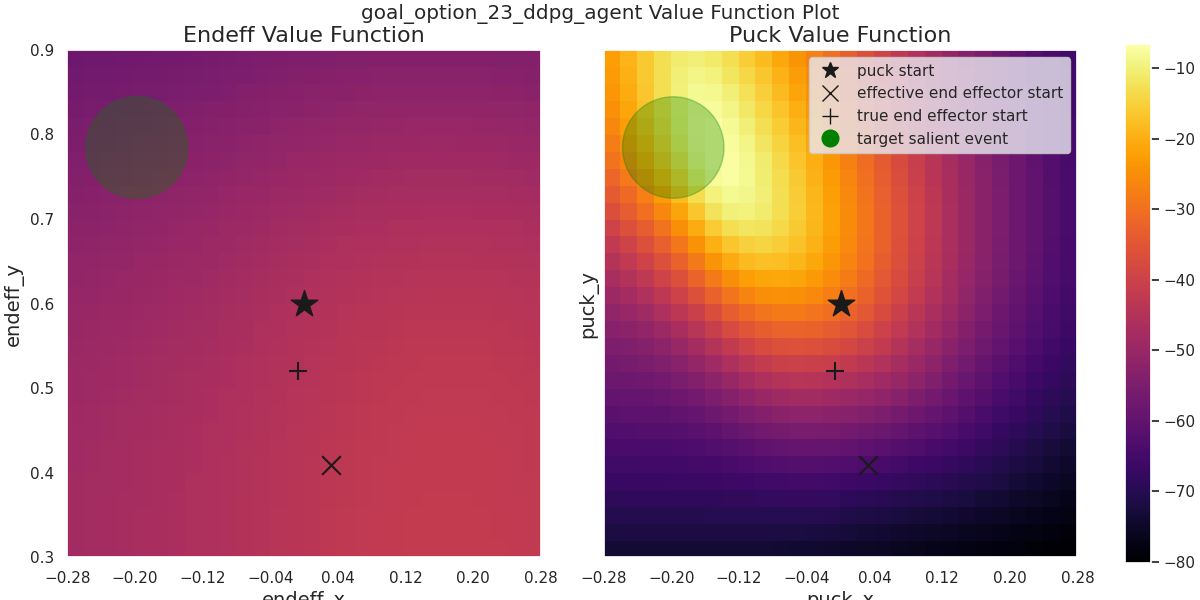 goal_option_23_ddpg_agent Value Function Plot
Endeff Value Function
Puck Value Function
endeff_y
0.9
0.8
0.7
0.6
0.5
0.4
0.3
−0.28 −0.20 −0.12 −0.04 0.04 0.12 0.20 0.28
endeff_x
puck_y
puck start
effective end effector start
true end effector start
target salient event
−0.28 −0.20 −0.12 −0.04 0.04 0.12 0.20 0.28
puck_x
−10
−20
−30
−40
−50
−60
−70
−80